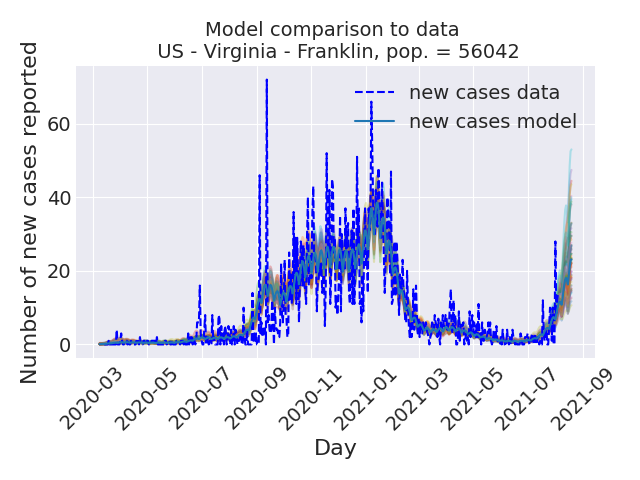 Model comparison to data
US - Virginia - Franklin, pop. = 56042
Number of new cases reported
60
40
20
0
new cases data
new cases model
2020-03
2020-05
2020-07
2020-09
2020-11
2021-01
2021-03
2021-05
2021-07
2021-09
Day